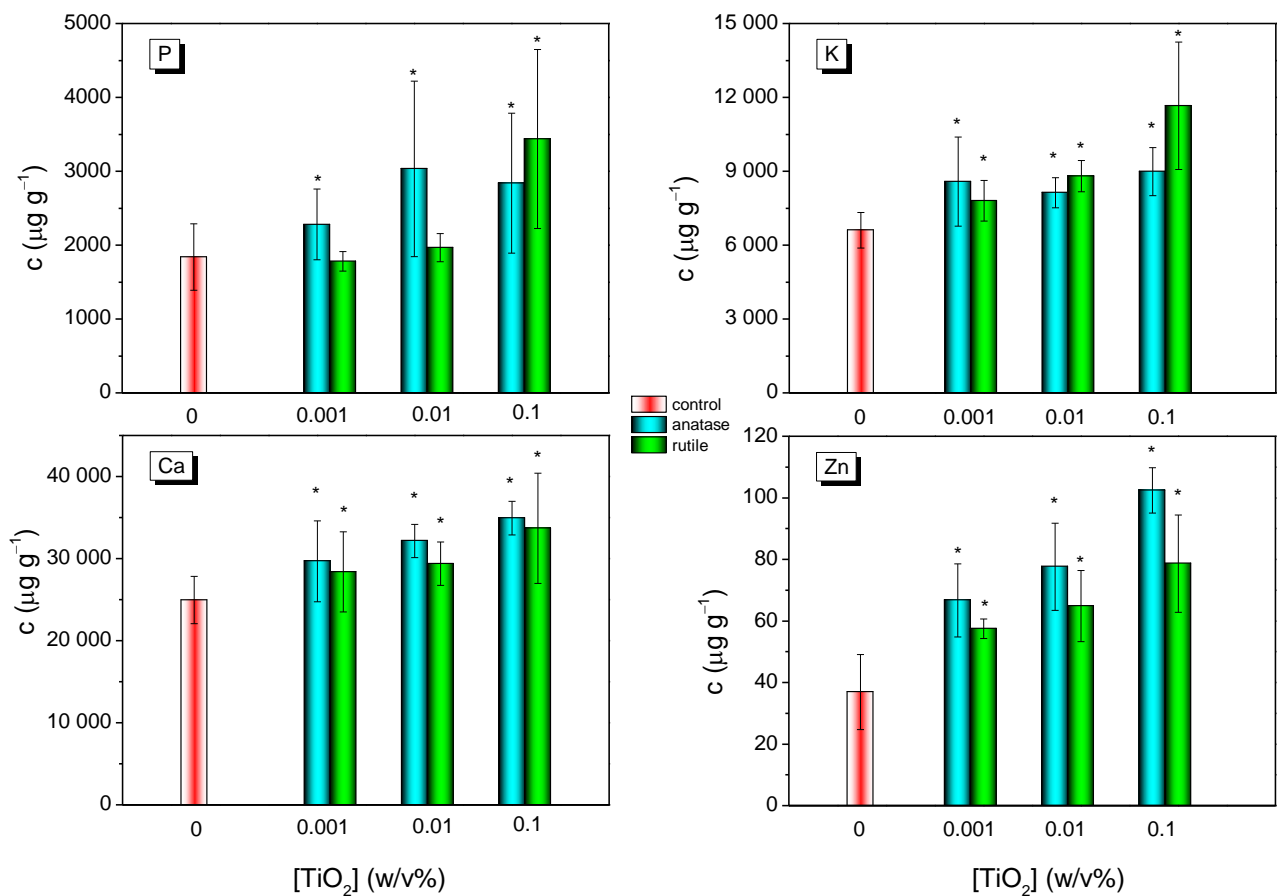 P
5000
4000
3000
2000
1000
0
c (µg g⁻¹)
* * * *
0 0.001 0.01 0.1
K
15 000
12 000
9 000
6 000
3 000
0
c (µg g⁻¹)
* * * * * *
0 0.001 0.01 0.1
control
anatase
rutile
Ca
40 000
30 000
20 000
10 000
0
c (µg g⁻¹)
* * * * * *
0 0.001 0.01 0.1
[TiO₂] (w/v%)
Zn
120
100
80
60
40
20
0
c (µg g⁻¹)
* * * * * *
0 0.001 0.01 0.1
[TiO₂] (w/v%)